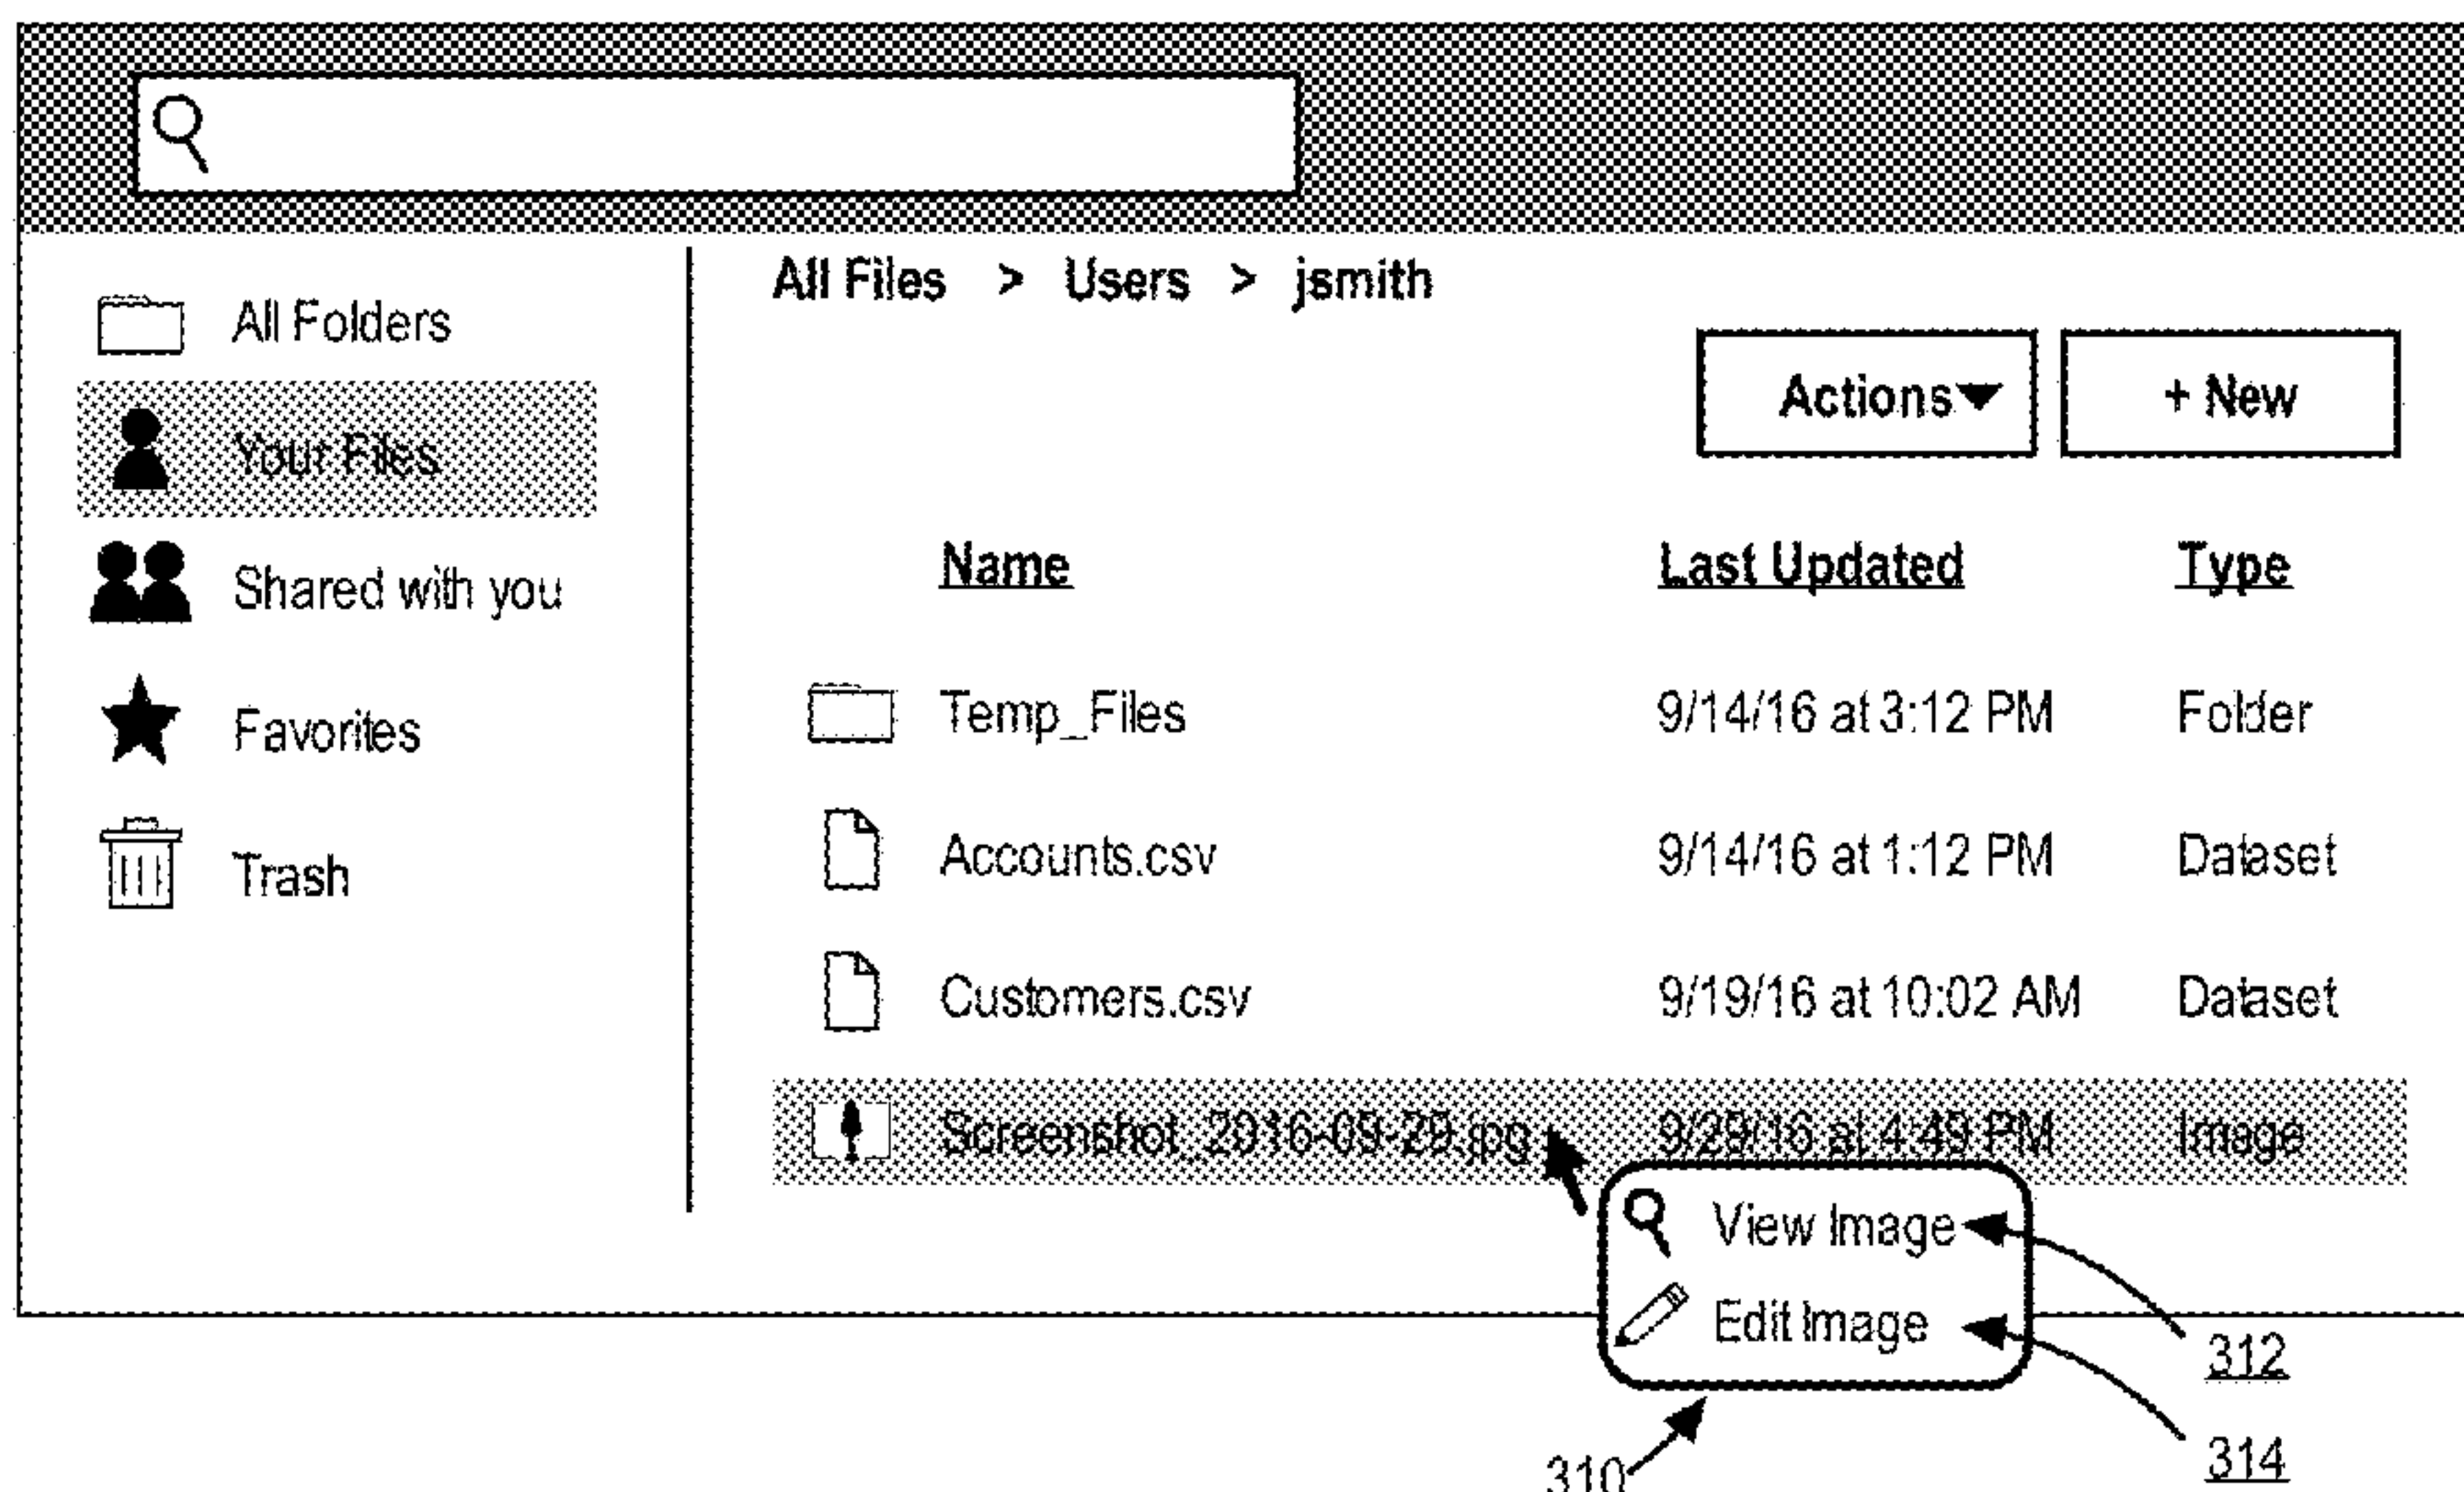 All Files > Users > jsmith
All Folders
Your Files
Shared with you
Favorites
Trash
Actions
+ New
Name Last Updated Type
Temp_Files 9/14/16 at 3:12 PM Folder
Accounts.csv 9/14/16 at 1:12 PM Dataset
Customers.csv 9/19/16 at 10:02 AM Dataset
Screenshot_2016-09-29.jpg 9/29/16 at 4:49 PM Image
View Image
Edit Image
312
314
310